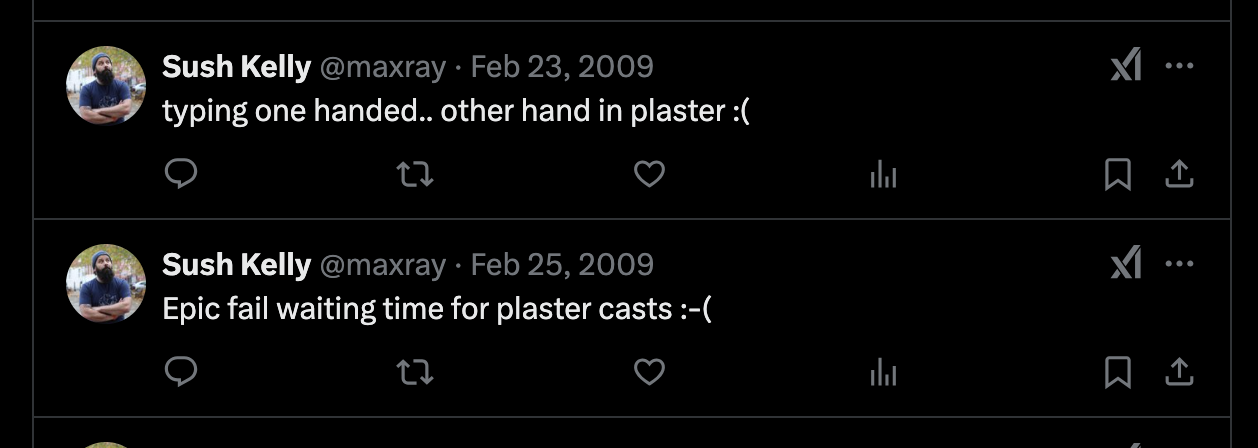 Sush Kelly @maxray · Feb 23, 2009
typing one handed.. other hand in plaster :(
Sush Kelly @maxray · Feb 25, 2009
Epic fail waiting time for plaster casts :-(